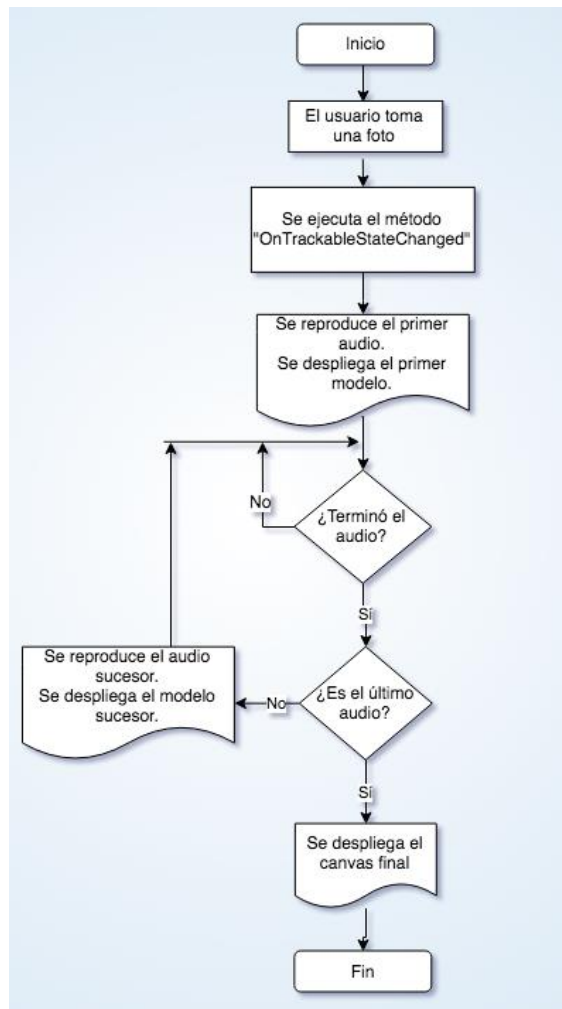 Inicio
El usuario toma
una foto
Se ejecuta el método
"OnTrackableStateChanged"
Se reproduce el primer
audio.
Se despliega el primer
modelo.
No
¿Terminó el
audio?
Sí
Se reproduce el audio
sucesor.
Se despliega el modelo
sucesor.
No
¿Es el último
audio?
Sí
Se despliega el
canvas final
Fin